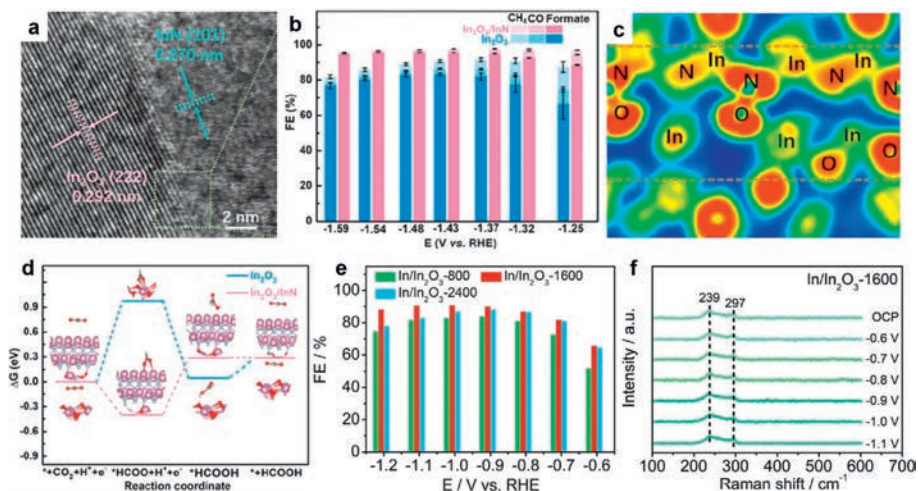 a
InN (101)
0.270 nm
In₂O₃ (222)
0.292 nm
2 nm
b
CH₄ CO Formate
In₂O₃/InN
In₂O₃
FE (%)
100
80
60
40
20
0
-1.59 -1.54 -1.48 -1.43 -1.37 -1.32 -1.25
E (V vs. RHE)
c
In In In
N N N N
O
In In In
O O O
d
In₂O₃
In₂O₃/InN
ΔG (eV)
0.9
0.6
0.3
0.0
-0.3
-0.6
-0.9
*+CO₂+H⁺+e⁻ *HCOO+H⁺+e⁻ *HCOOH *+HCOOH
Reaction coordinate
e
In/In₂O₃-800 In/In₂O₃-1600
In/In₂O₃-2400
FE / %
100
80
60
40
20
0
-1.2 -1.1 -1.0 -0.9 -0.8 -0.7 -0.6
E / V vs. RHE
f
In/In₂O₃-1600
239 297
OCP
-0.6 V
-0.7 V
-0.8 V
-0.9 V
-1.0 V
-1.1 V
Intensity / a.u.
100 200 300 400 500 600 700
Raman shift / cm⁻¹